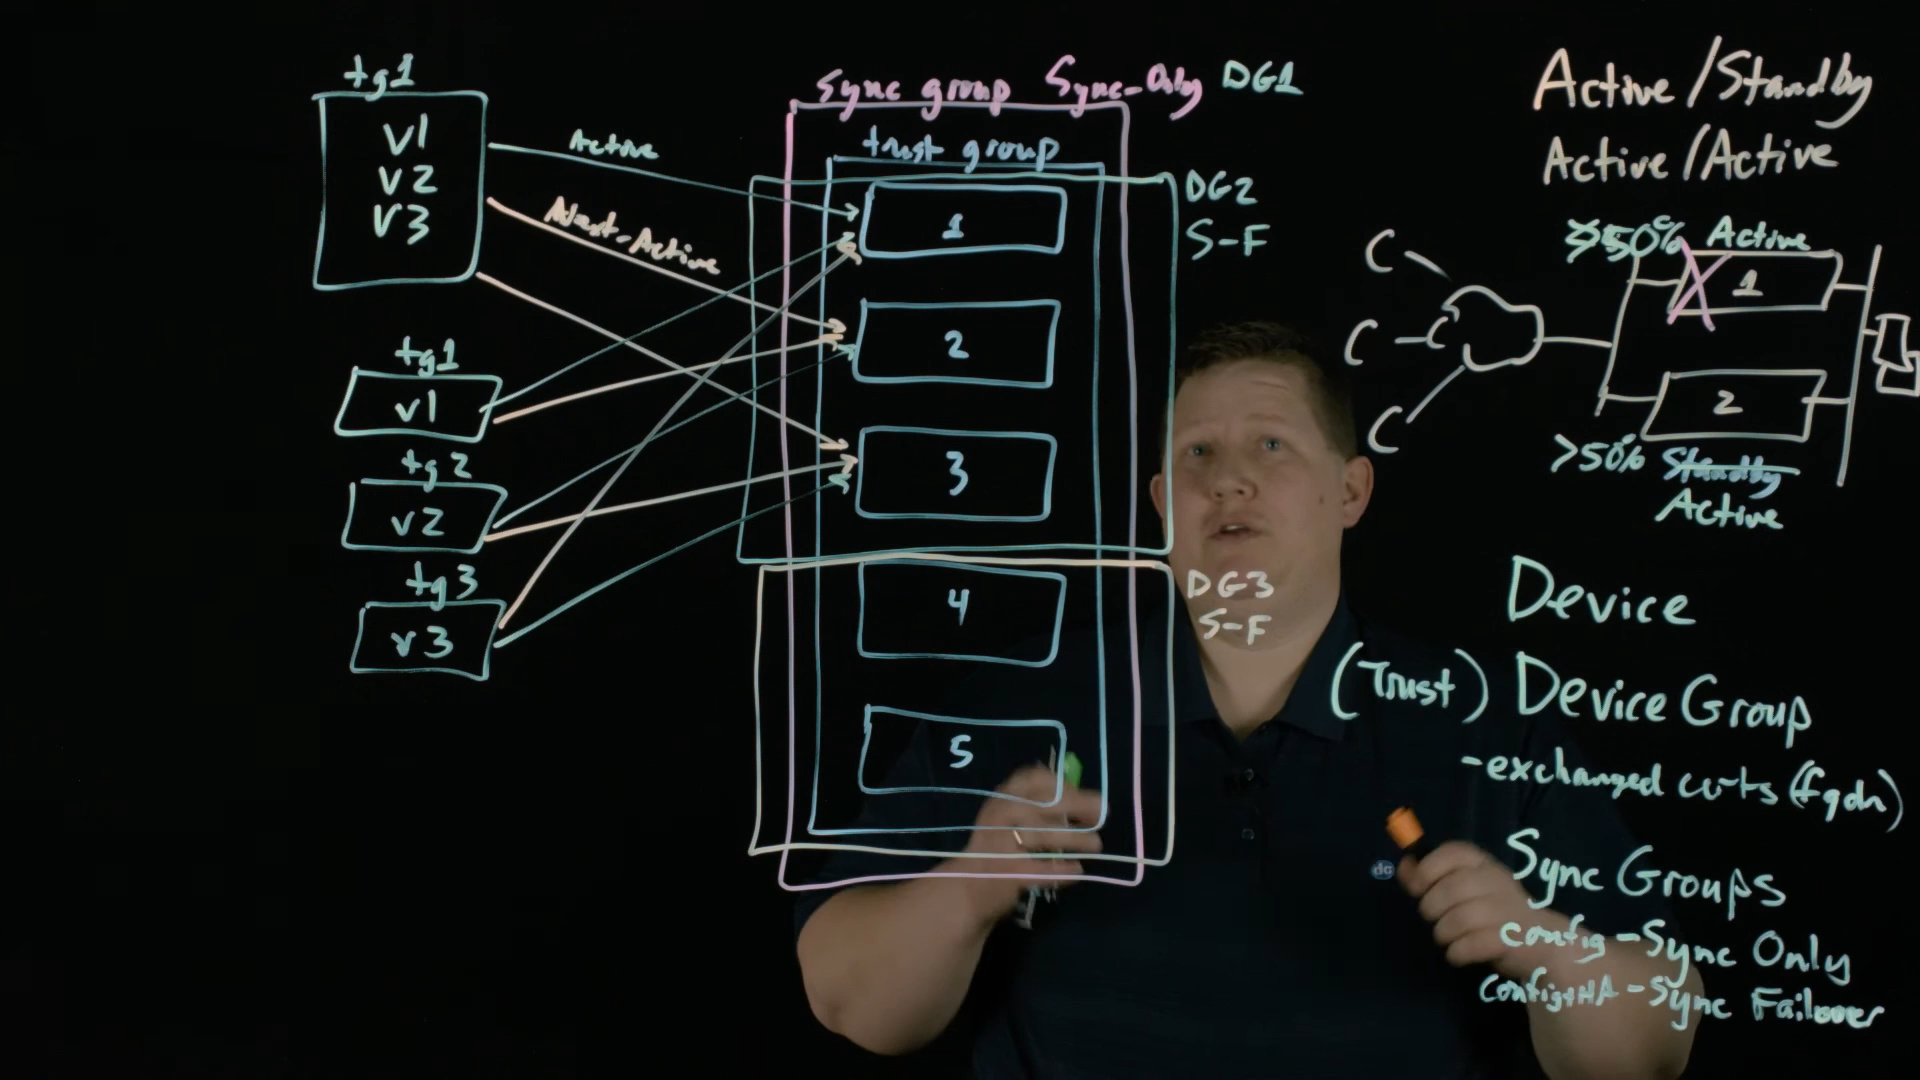 tg1
v1
v2
v3
Active
Next-Active
tg1
v1
tg2
v2
tg3
v3
Sync group Sync-Only DG1
trust group
1
2
3
4
5
DG2
S-F
DG3
S-F
Active/Standby
Active/Active
>50% Active
C
C
C
C
1
2
>50% Standby
Active
Device
(Trust) Device Group
-exchanged certs (fqdn)
Sync Groups
config-Sync Only
config+HA-Sync Failover
dc